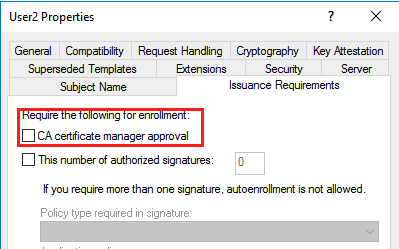 User2 Properties
General Compatibility Request Handling Cryptography Key Attestation
Superseded Templates Extensions Security Server
Subject Name Issuance Requirements
Require the following for enrollment:
CA certificate manager approval
This number of authorized signatures: 0
If you require more than one signature, autoenrollment is not allowed.
Policy type required in signature: